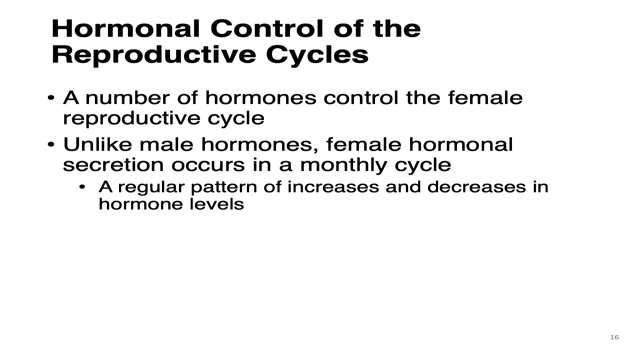 Hormonal Control of the
Reproductive Cycles
• A number of hormones control the female
reproductive cycle
• Unlike male hormones, female hormonal
secretion occurs in a monthly cycle
• A regular pattern of increases and decreases in
hormone levels
16